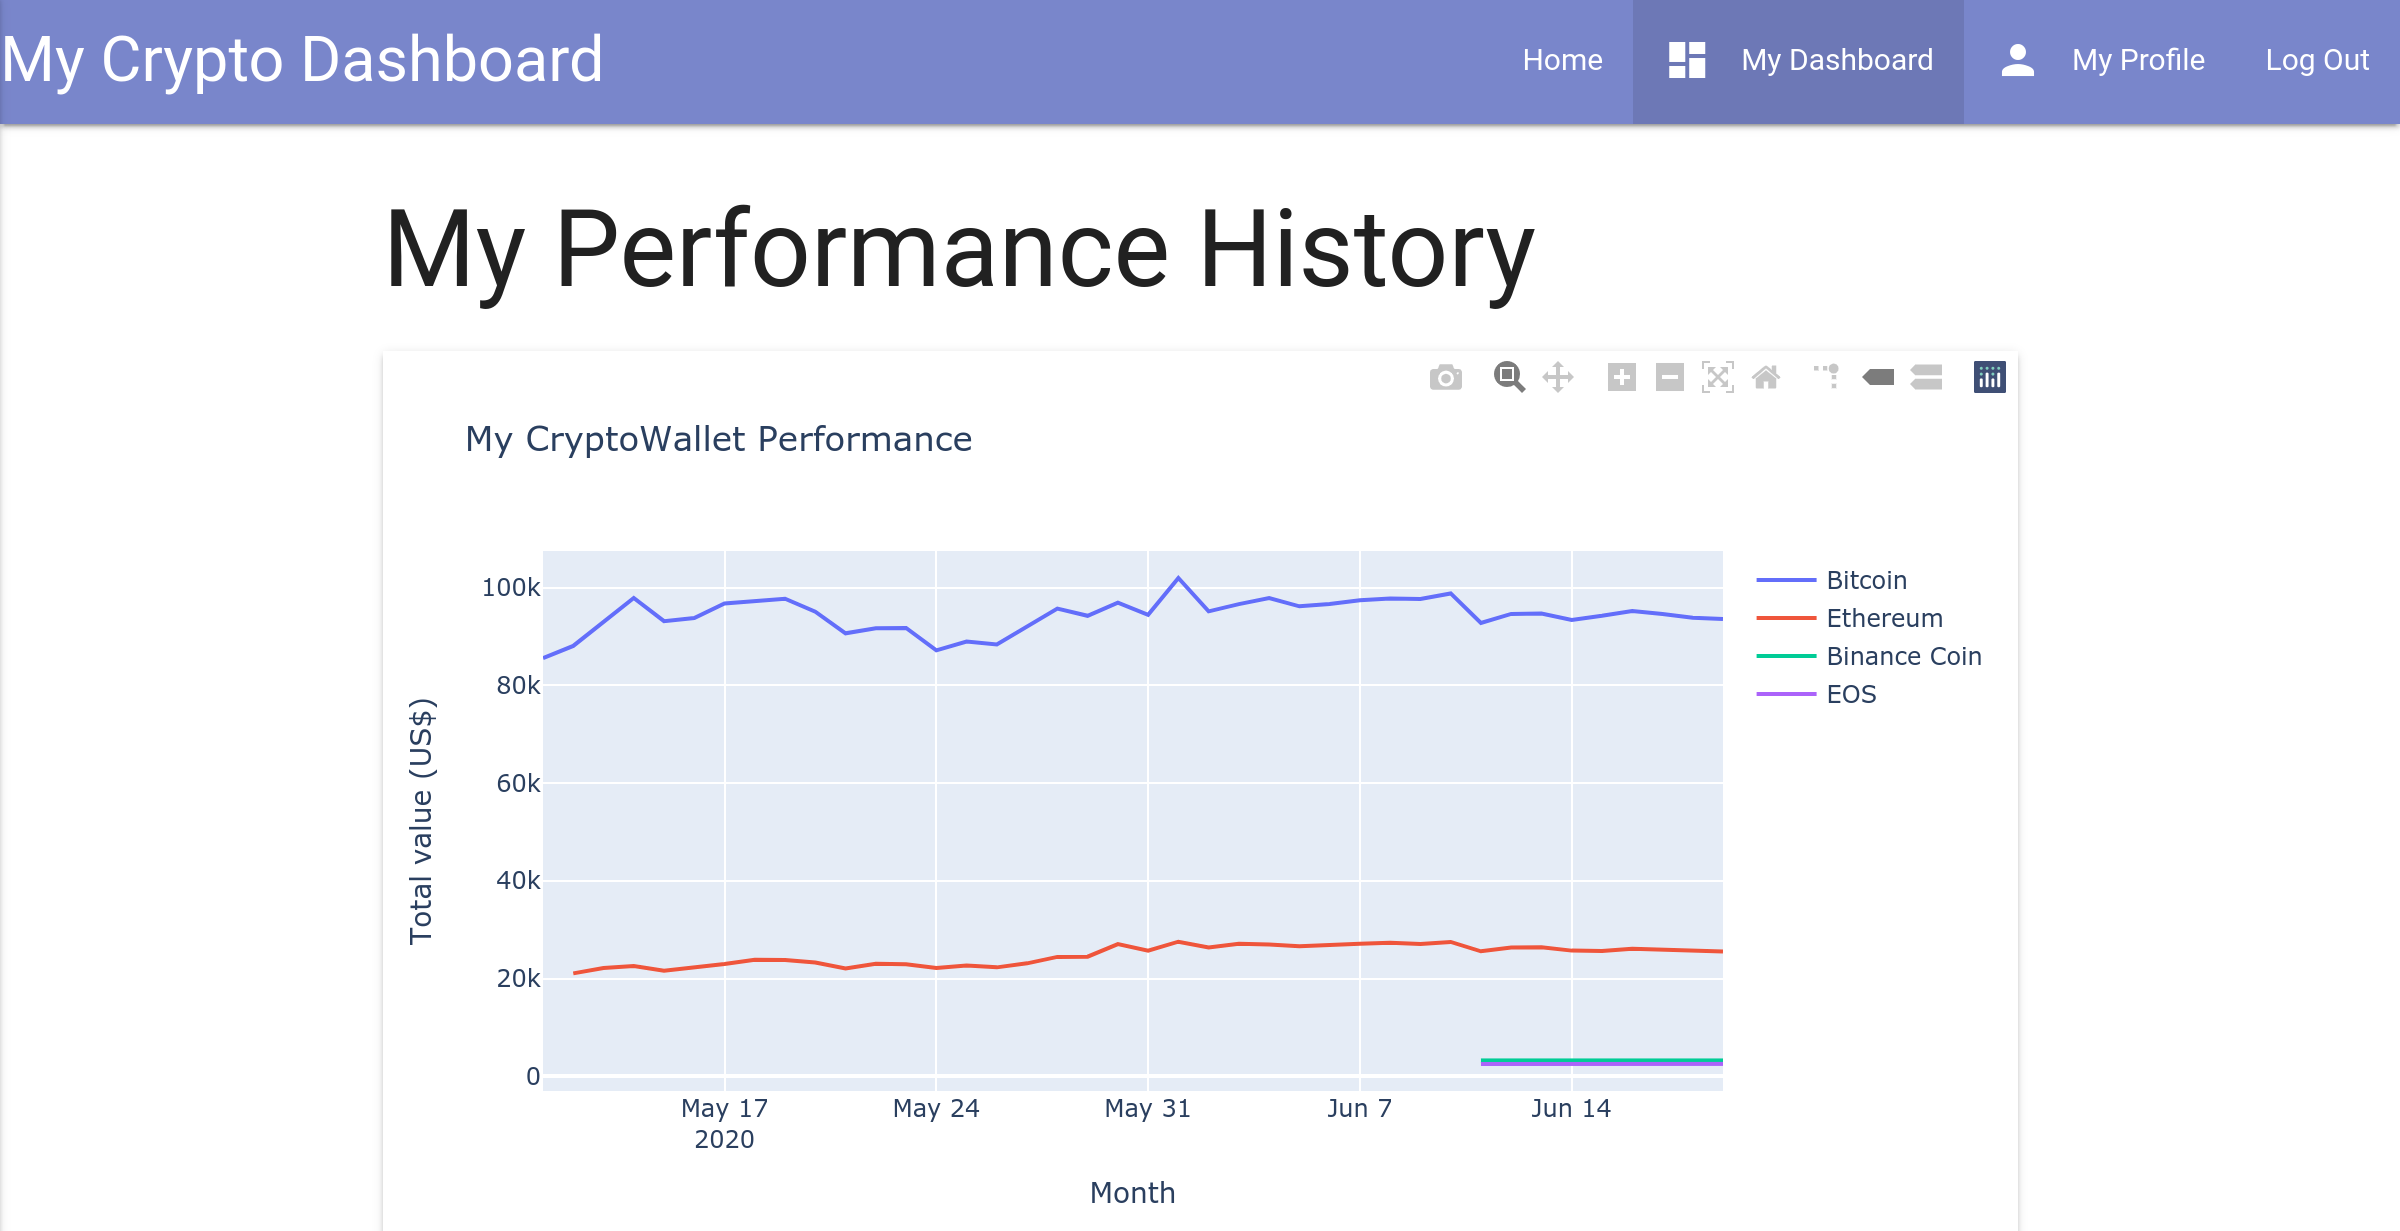 My Crypto Dashboard
Home
My Dashboard
My Profile
Log Out
My Performance History
My CryptoWallet Performance
100k
80k
60k
40k
20k
0
Total value (US$)
May 17
2020
May 24
May 31
Jun 7
Jun 14
Month
Bitcoin
Ethereum
Binance Coin
EOS